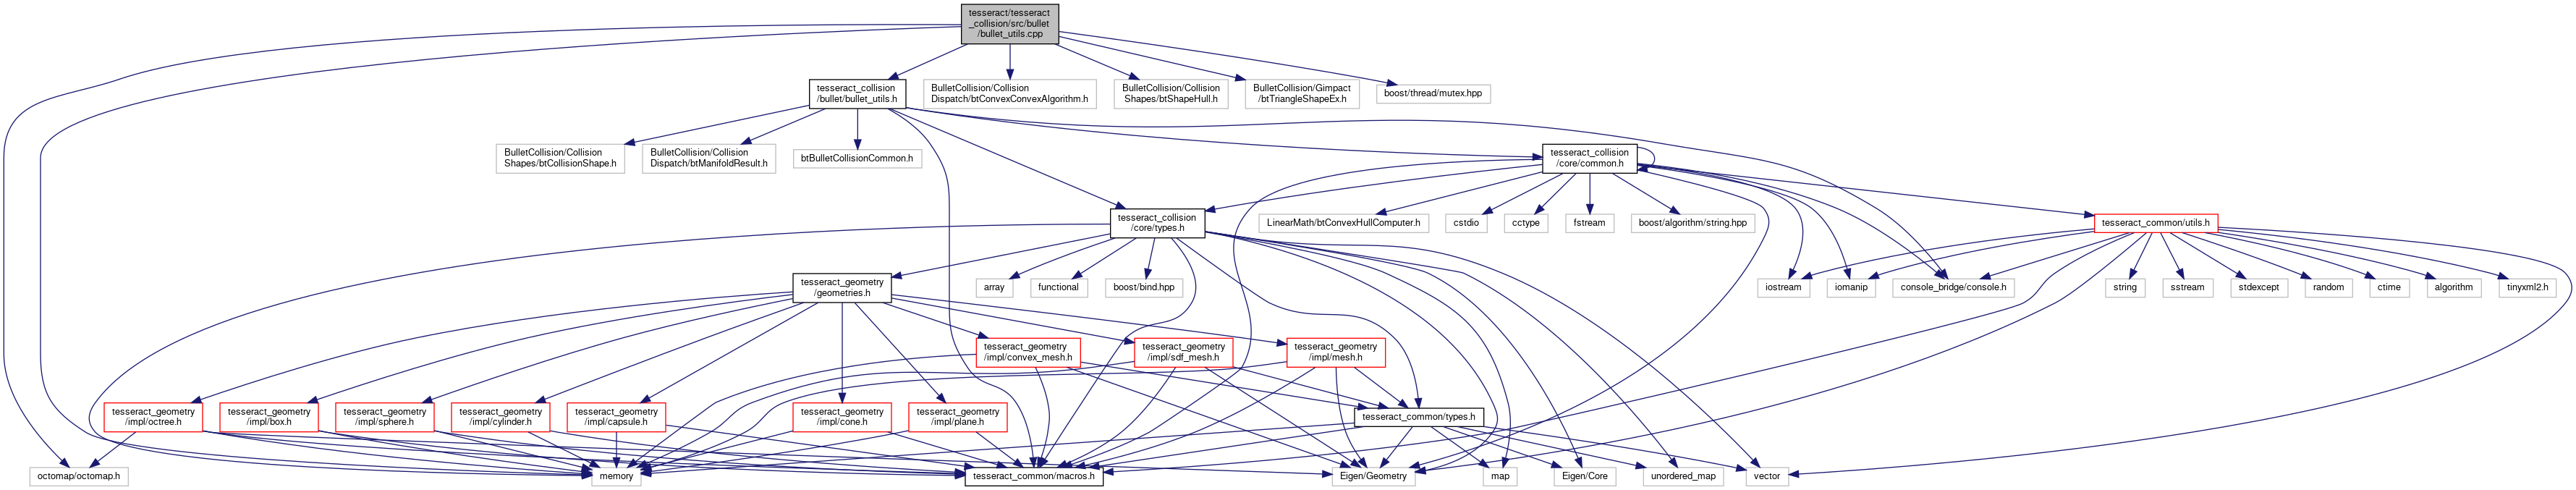 tesseract/tesseract
_collision/src/bullet
/bullet_utils.cpp
tesseract_collision
/bullet/bullet_utils.h
BulletCollision/Collision
Dispatch/btConvexConvexAlgorithm.h
BulletCollision/Collision
Shapes/btShapeHull.h
BulletCollision/Gimpact
/btTriangleShapeEx.h
boost/thread/mutex.hpp
BulletCollision/Collision
Shapes/btCollisionShape.h
BulletCollision/Collision
Dispatch/btManifoldResult.h
btBulletCollisionCommon.h
tesseract_collision
/core/common.h
tesseract_collision
/core/types.h
LinearMath/btConvexHullComputer.h
cstdio
cctype
fstream
boost/algorithm/string.hpp
tesseract_common/utils.h
tesseract_geometry
/geometries.h
array
functional
boost/bind.hpp
iostream
iomanip
console_bridge/console.h
string
sstream
stdexcept
random
ctime
algorithm
tinyxml2.h
tesseract_geometry
/impl/convex_mesh.h
tesseract_geometry
/impl/sdf_mesh.h
tesseract_geometry
/impl/mesh.h
tesseract_geometry
/impl/octree.h
tesseract_geometry
/impl/box.h
tesseract_geometry
/impl/sphere.h
tesseract_geometry
/impl/cylinder.h
tesseract_geometry
/impl/capsule.h
tesseract_geometry
/impl/cone.h
tesseract_geometry
/impl/plane.h
tesseract_common/types.h
octomap/octomap.h
memory
tesseract_common/macros.h
Eigen/Geometry
map
Eigen/Core
unordered_map
vector